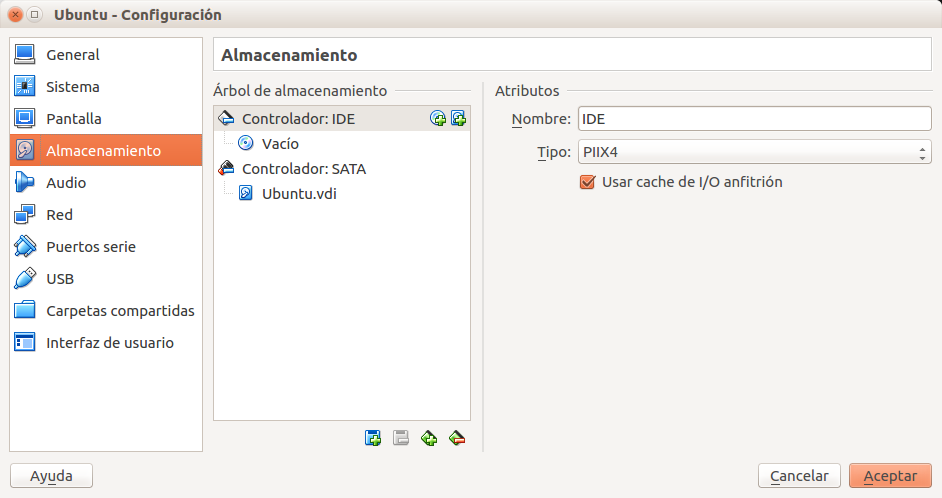 Ubuntu - Configuración
General
Sistema
Pantalla
Almacenamiento
Audio
Red
Puertos serie
USB
Carpetas compartidas
Interfaz de usuario
Almacenamiento
Árbol de almacenamiento
Controlador: IDE
Vacío
Controlador: SATA
Ubuntu.vdi
Atributos
Nombre: IDE
Tipo: PIIX4
Usar cache de I/O anfitrión
Ayuda
Cancelar
Aceptar